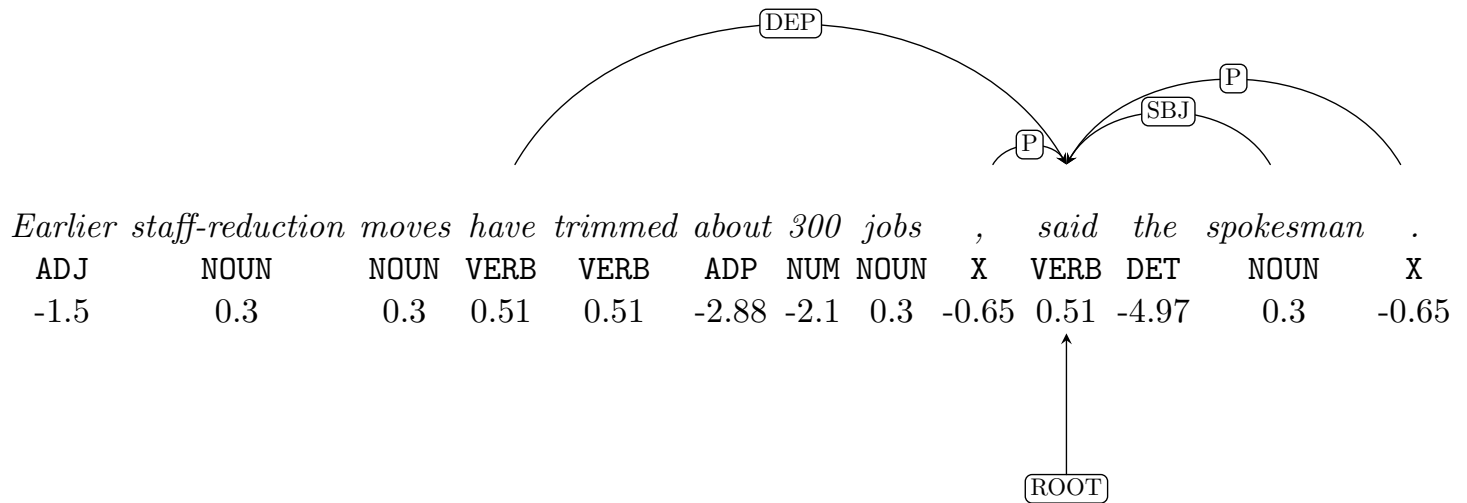 DEP
P
SBJ
P
Earlier staff-reduction moves have trimmed about 300 jobs , said the spokesman .
ADJ NOUN NOUN VERB VERB ADP NUM NOUN X VERB DET NOUN X
-1.5 0.3 0.3 0.51 0.51 -2.88 -2.1 0.3 -0.65 0.51 -4.97 0.3 -0.65
ROOT